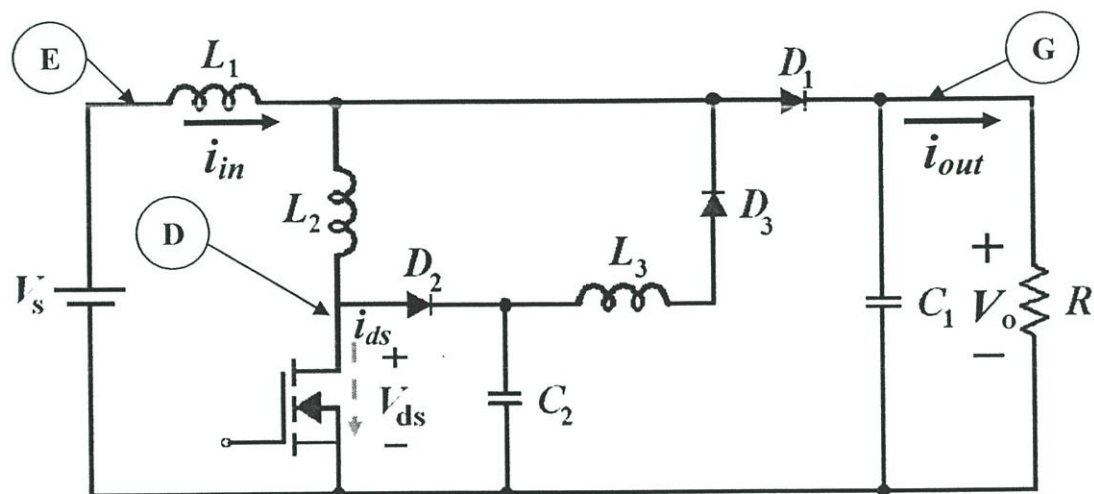 E
G
L1
D1
iin
iout
L2
D3
D
D2
L3
Vs
ids
+
+
C1
Vo
R
Vds
C2
−
−